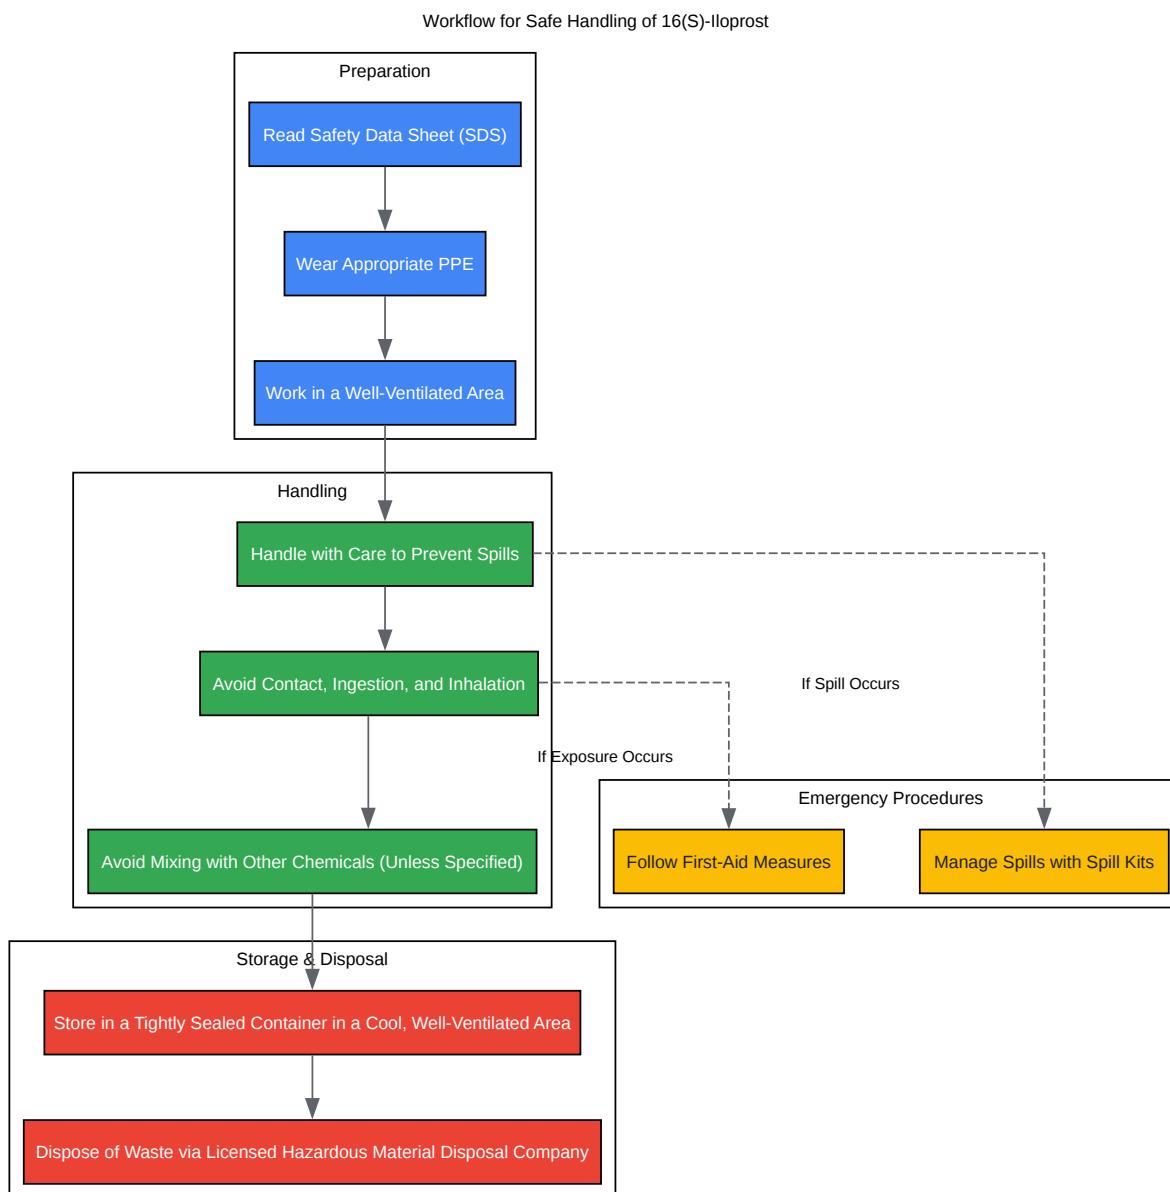 Workflow for Safe Handling of 16(S)-Iloprost
Preparation
Read Safety Data Sheet (SDS)
Wear Appropriate PPE
Work in a Well-Ventilated Area
Handling
Handle with Care to Prevent Spills
Avoid Contact, Ingestion, and Inhalation
If Spill Occurs
If Exposure Occurs
Emergency Procedures
Avoid Mixing with Other Chemicals (Unless Specified)
Follow First-Aid Measures
Manage Spills with Spill Kits
Storage & Disposal
Store in a Tightly Sealed Container in a Cool, Well-Ventilated Area
Dispose of Waste via Licensed Hazardous Material Disposal Company